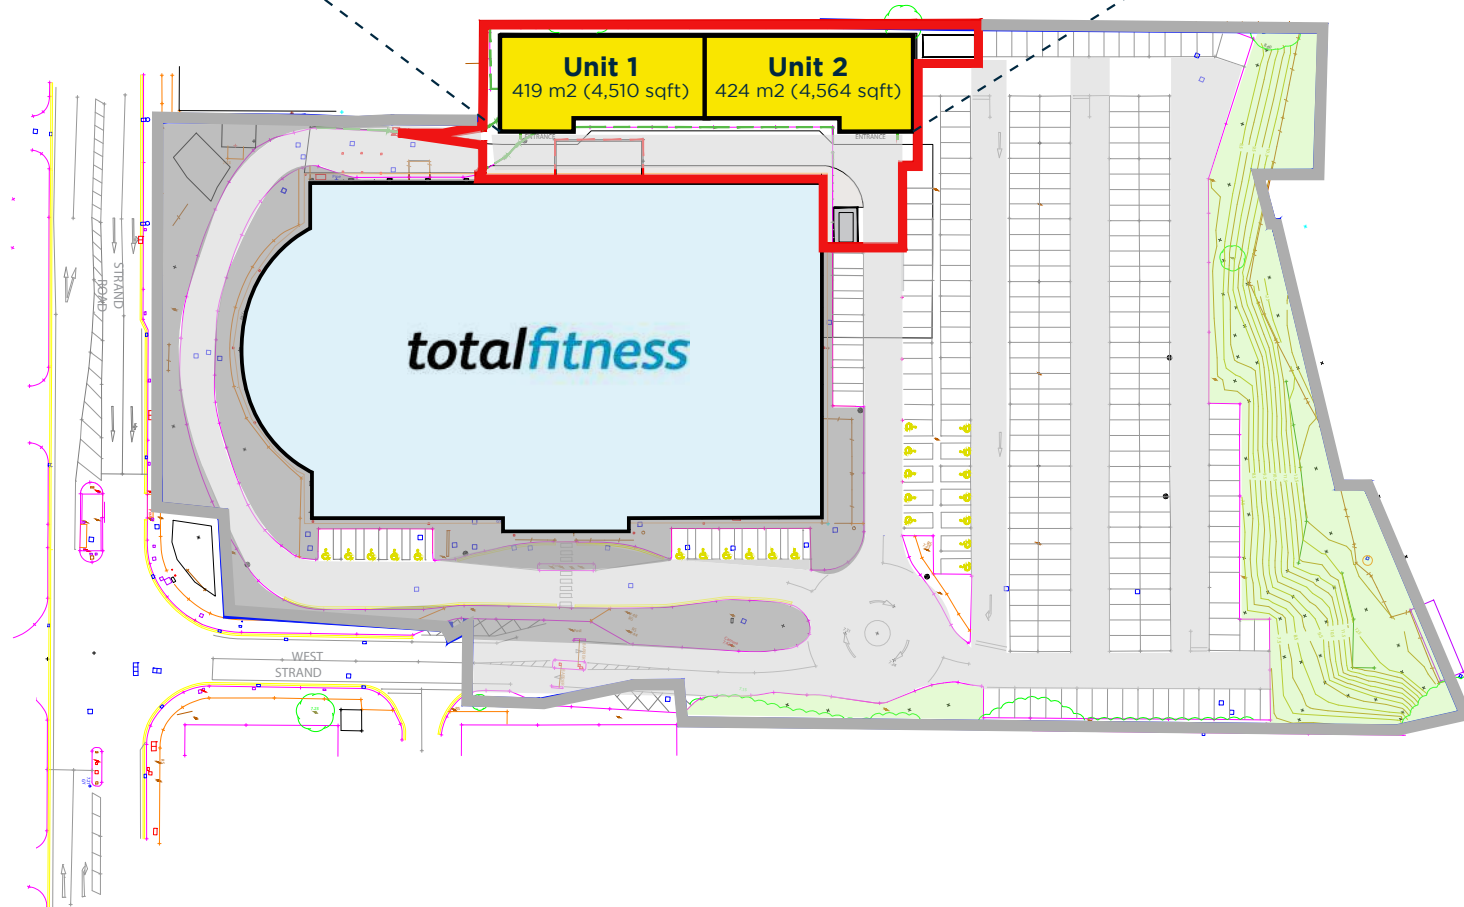 Unit 1
419 m2 (4,510 sqft)
Unit 2
424 m2 (4,564 sqft)
ENTRANCE
ENTRANCE
STRAND
ROAD
totalfitness
WEST
STRAND